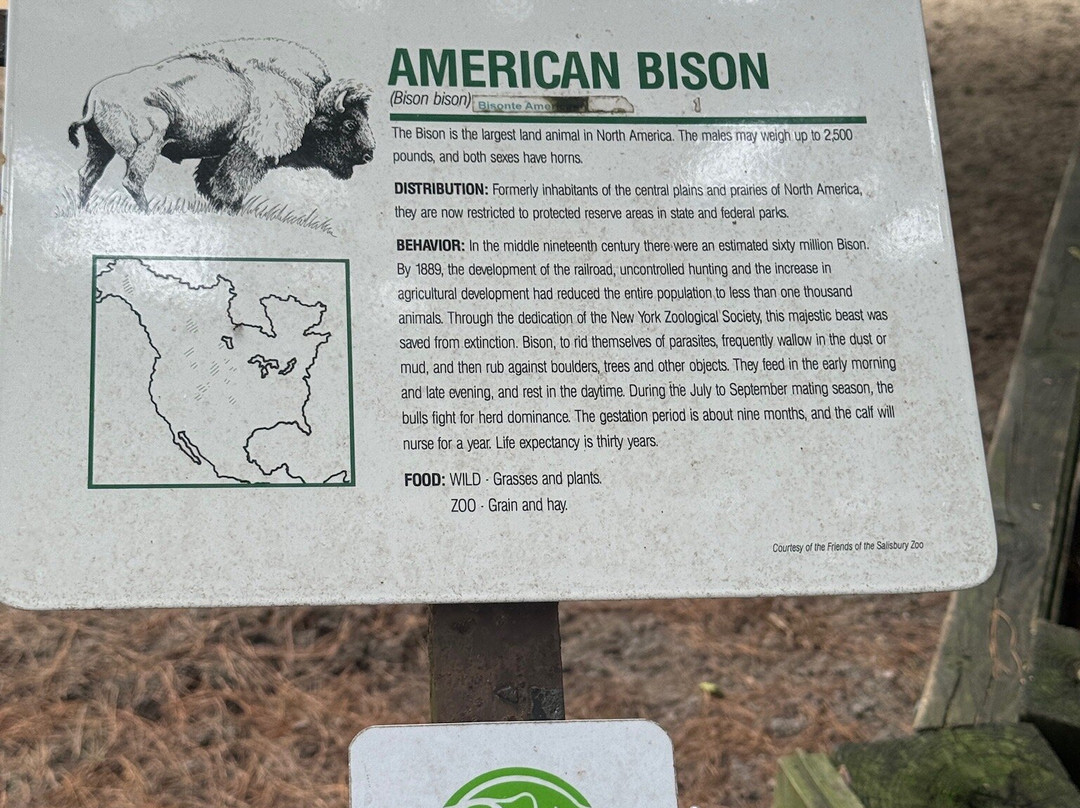 AMERICAN BISON
(Bison bison) Bisonte
The Bison is the largest land animal in North America. The males may weigh up to 2,500
pounds, and both sexes have horns.
DISTRIBUTION: Formerly inhabitants of the central plains and prairies of North America,
they are now restricted to protected reserve areas in state and federal parks.
BEHAVIOR: In the middle nineteenth century there were an estimated sixty million Bison.
By 1889, the development of the railroad, uncontrolled hunting and the increase in
agricultural development had reduced the entire population to less than one thousand
animals. Through the dedication of the New York Zoological Society, this majestic beast was
saved from extinction. Bison, to rid themselves of parasites, frequently wallow in the dust or
mud, and then rub against boulders, trees and other objects. They feed in the early morning
and late evening, and rest in the daytime. During the July to September mating season, the
bulls fight for herd dominance. The gestation period is about nine months, and the calf will
nurse for a year. Life expectancy is thirty years.
FOOD: WILD - Grasses and plants.
ZOO - Grain and hay.
Courtesy of the Friends of the Salisbury Zoo